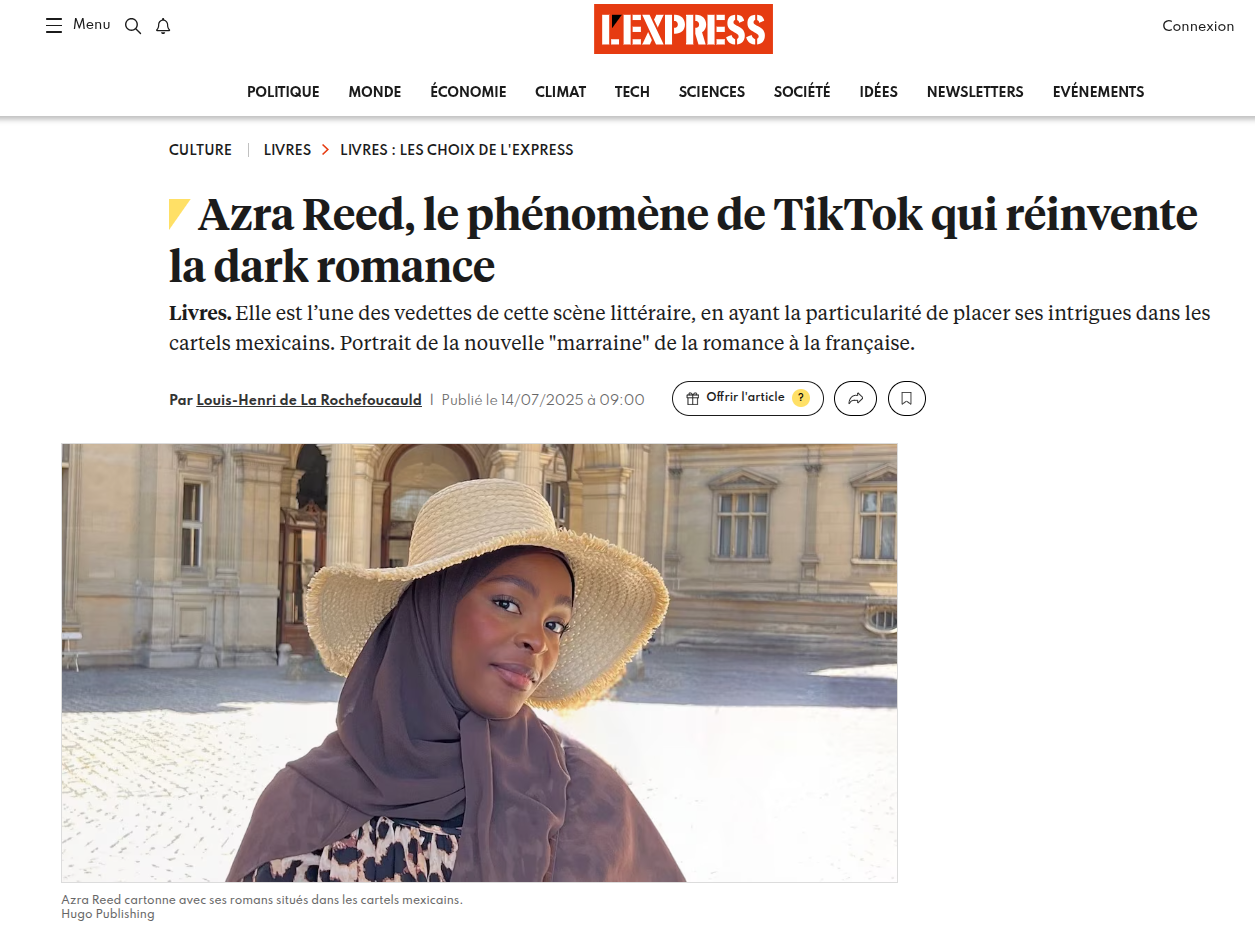 Menu
L'EXPRESS
Connexion
POLITIQUE MONDE ÉCONOMIE CLIMAT TECH SCIENCES SOCIÉTÉ IDÉES NEWSLETTERS EVÉNEMENTS
CULTURE | LIVRES > LIVRES : LES CHOIX DE L'EXPRESS
Azra Reed, le phénomène de TikTok qui réinvente
la dark romance
Livres. Elle est l’une des vedettes de cette scène littéraire, en ayant la particularité de placer ses intrigues dans les
cartels mexicains. Portrait de la nouvelle "marraine" de la romance à la française.
Par Louis-Henri de La Rochefoucauld | Publié le 14/07/2025 à 09:00
Offrir l'article ?
Azra Reed cartonne avec ses romans situés dans les cartels mexicains.
Hugo Publishing